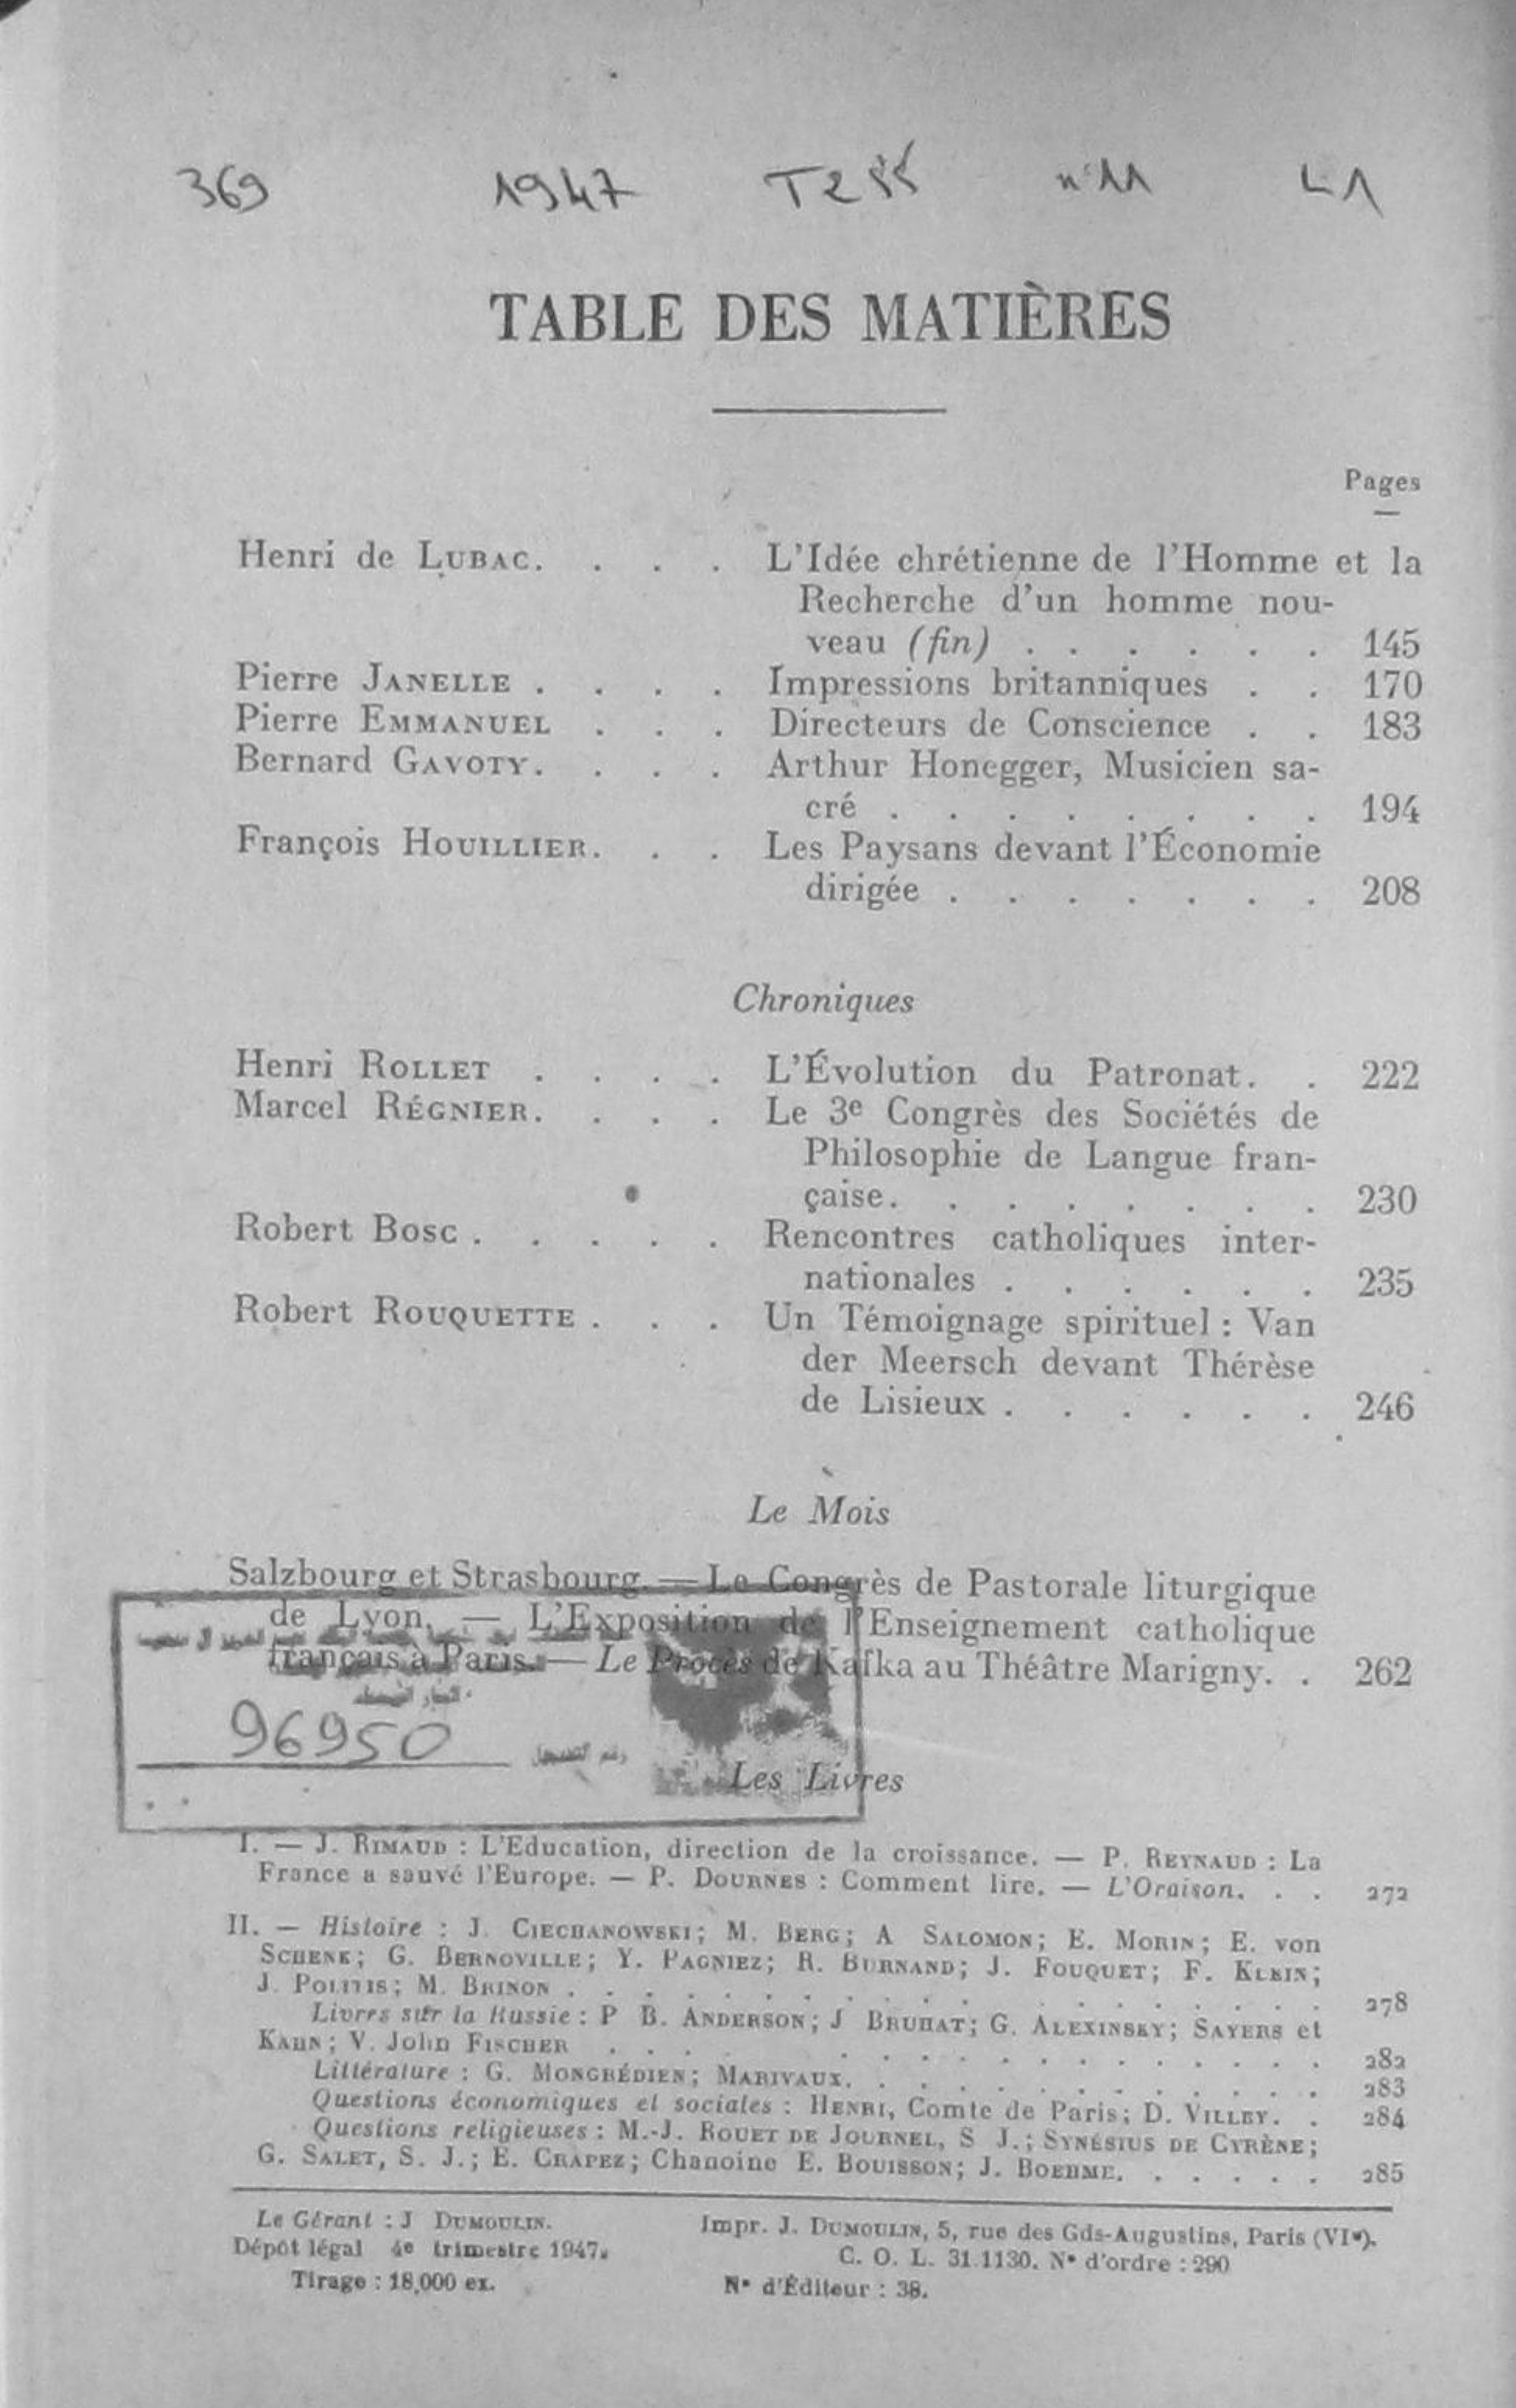 369 1947 T255 n°11 L1
TABLE DES MATIÈRES
Pages
Henri de LUBAC. . . . L'Idée chrétienne de l'Homme et la
Recherche d'un homme nou-
veau (fin) . . . . . . 145
Pierre JANELLE . . . . Impressions britanniques . . 170
Pierre EMMANUEL . . . Directeurs de Conscience . . 183
Bernard GAVOTY. . . . Arthur Honegger, Musicien sa-
cré . . . . . . . . 194
François HOUILLIER. . . Les Paysans devant l'Économie
dirigée . . . . . . . 208
Chroniques
Henri ROLLET . . . . L'Évolution du Patronat. . 222
Marcel RÉGNIER. . . . Le 3e Congrès des Sociétés de
Philosophie de Langue fran-
çaise. . . . . . . . 230
Robert BOSC . . . . . Rencontres catholiques inter-
nationales . . . . . . 235
Robert ROUQUETTE . . . Un Témoignage spirituel : Van
der Meersch devant Thérèse
de Lisieux . . . . . . 246
Le Mois
Salzbourg et Strasbourg. — Le Congrès de Pastorale liturgique
de Lyon. — L'Exposition de l'Enseignement catholique
français à Paris. — Le Procès de Kafka au Théâtre Marigny. . 262
96950 رقم التسجيل
Les Livres
I. — J. RIMAUD : L'Education, direction de la croissance. — P. REYNAUD : La
France a sauvé l'Europe. — P. DOURNES : Comment lire. — L'Oraison. . . 272
II. — Histoire : J. CIECHANOWSKI; M. BERG; A SALOMON; E. MORIN; E. von
SCHENK; G. BERNOVILLE; Y. PAGNIEZ; R. BURNAND; J. FOUQUET; F. KLEIN;
J. POLITIS; M. BRINON . . . . . . . . . . . . . 278
Livres sur la Russie : P B. ANDERSON; J BRUHAT; G. ALEXINSKY; SAYERS et
KAHN; V. John FISCHER . . . . . . . . . . . . . 282
Littérature : G. MONGRÉDIEN; MARIVAUX. . . . . . . . . . 283
Questions économiques et sociales : HENRI, Comte de Paris; D. VILLEY. . 284
Questions religieuses : M.-J. ROUET DE JOURNEL, S J.; SYNÉSIUS DE CYRÈNE;
G. SALET, S. J.; E. CRAPEZ; Chanoine E. BOUISSON; J. BOEHME. . . . . . 285
Le Gérant : J DUMOULIN. Impr. J. DUMOULIN, 5, rue des Gds-Augustins, Paris (VIe).
Dépôt légal 4e trimestre 1947. C. O. L. 31.1130. N° d'ordre : 290
Tirage : 18,000 ex. N° d'Éditeur : 38.